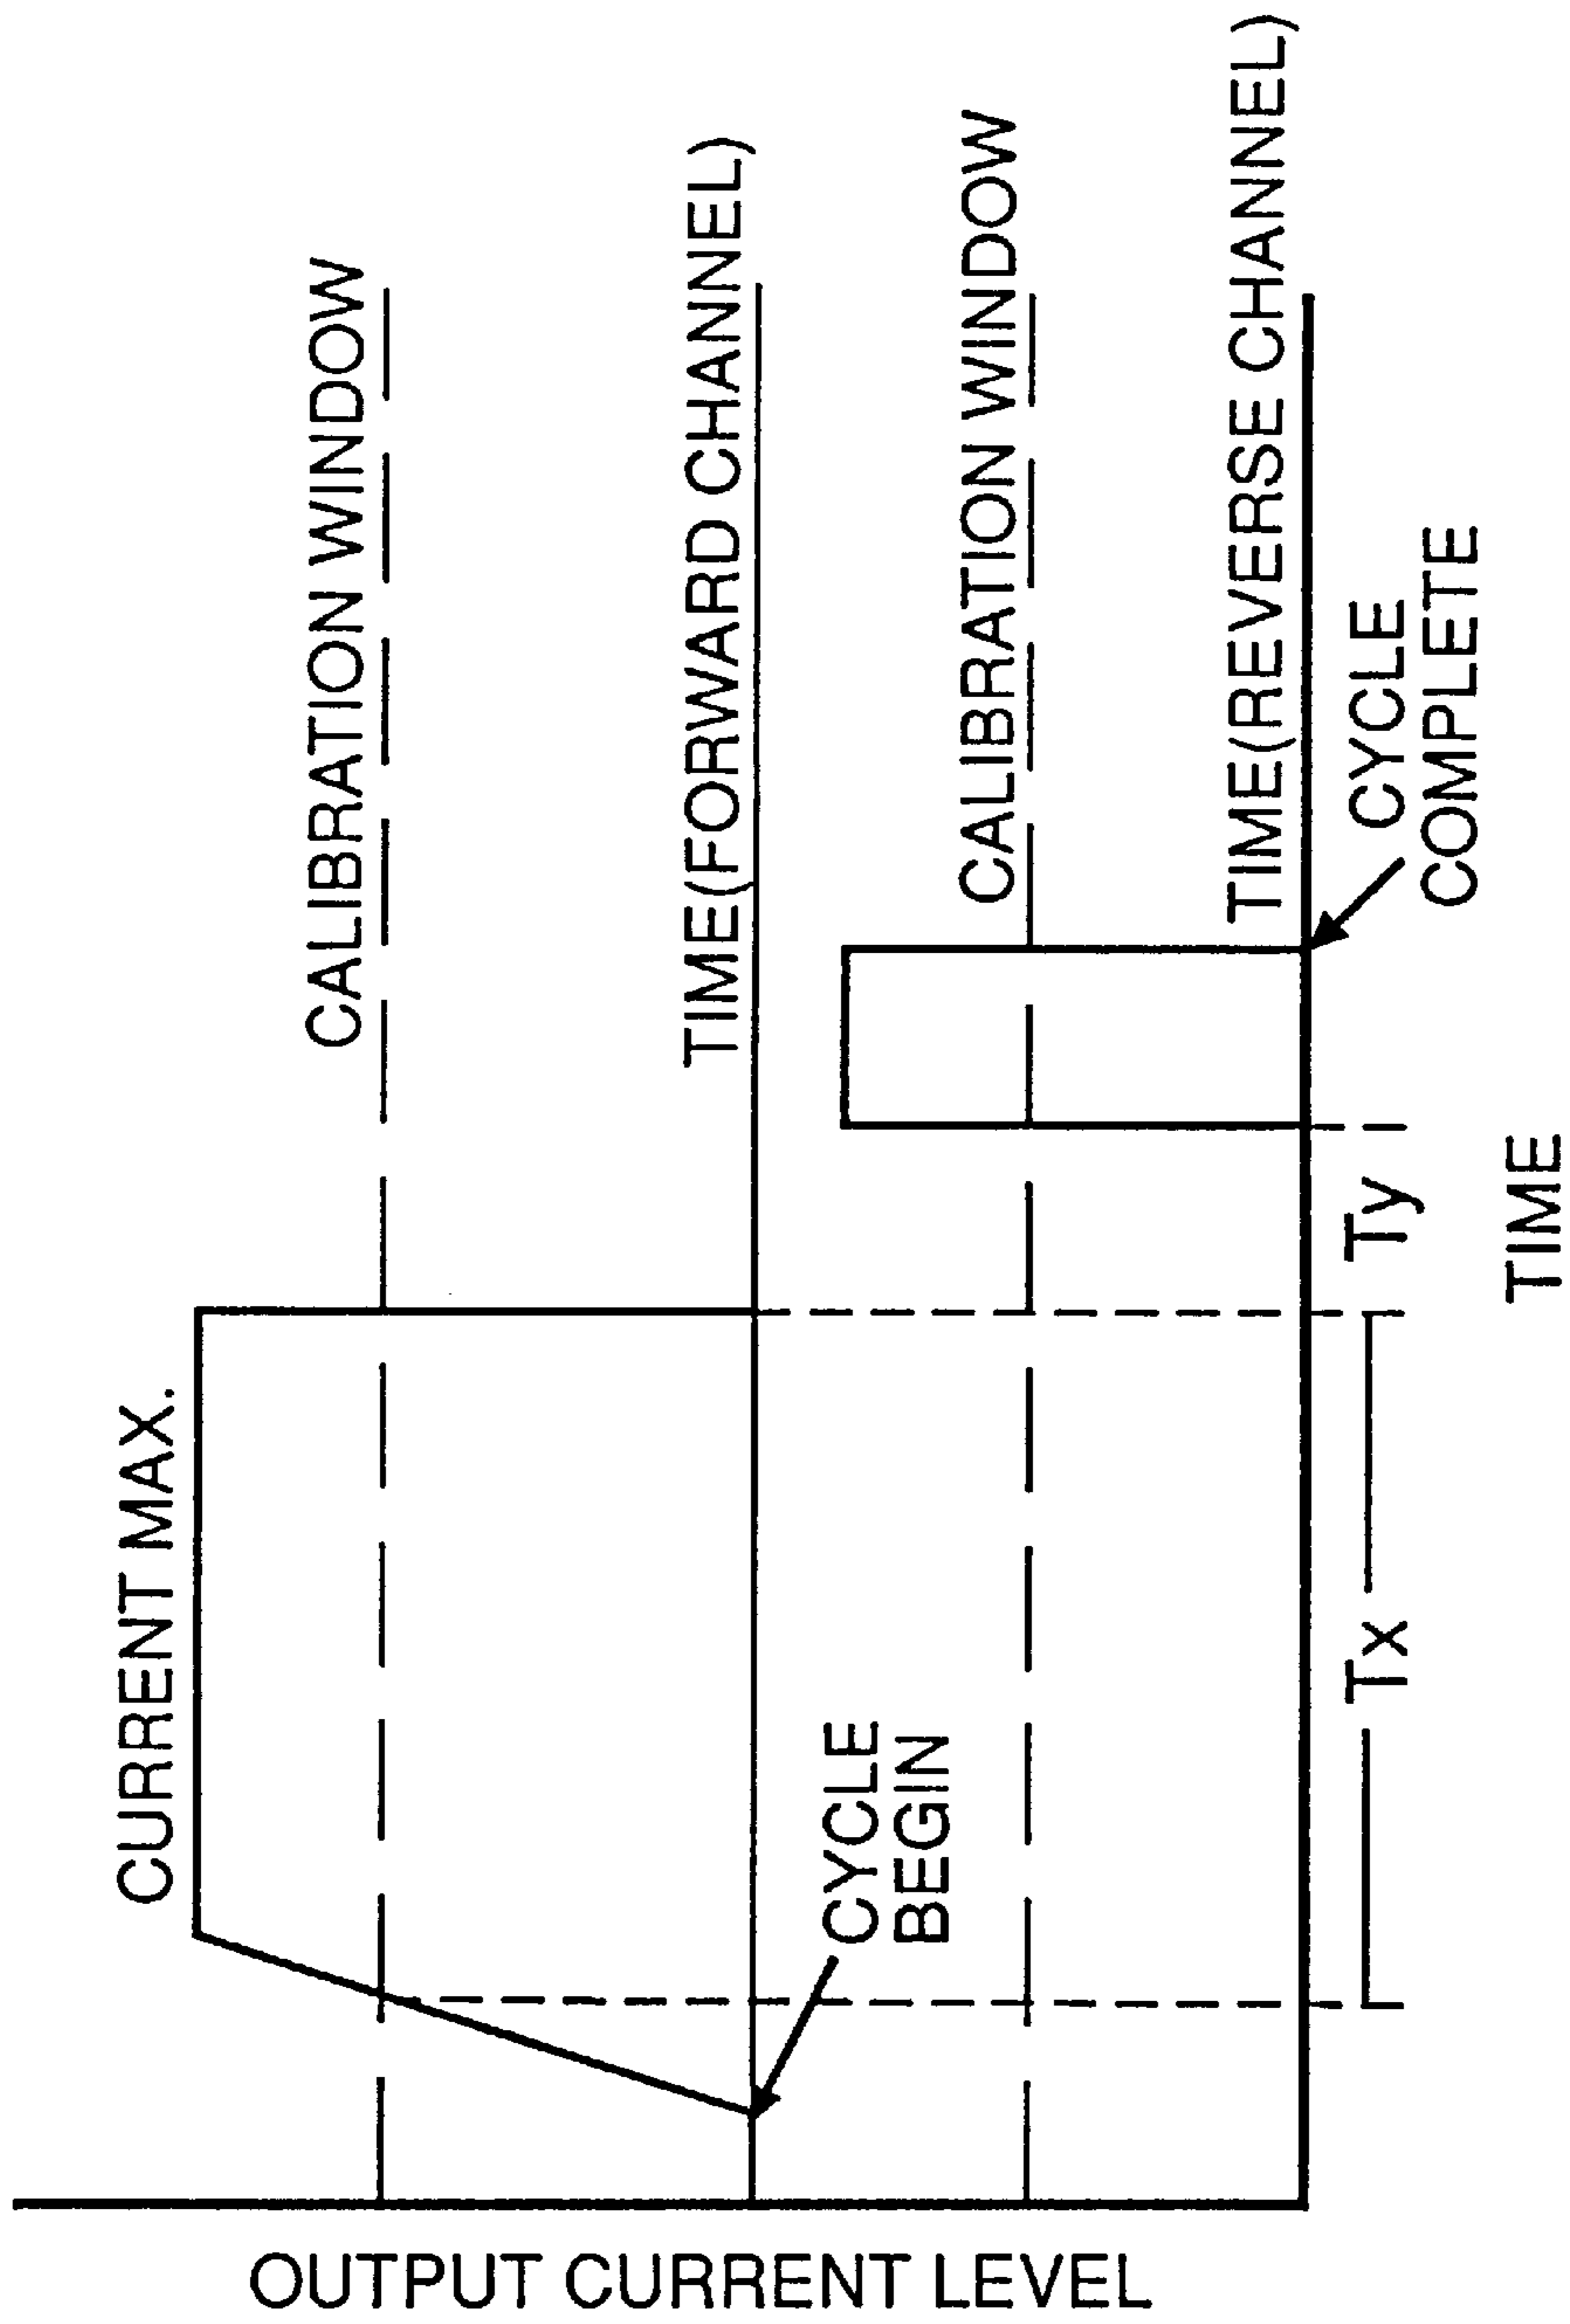 CURRENT MAX.
CALIBRATION WINDOW
TIME(FORWARD CHANNEL)
CYCLE
BEGIN
CALIBRATION WINDOW
TIME(REVERSE CHANNEL)
CYCLE
COMPLETE
Tx
Ty
TIME
OUTPUT CURRENT LEVEL